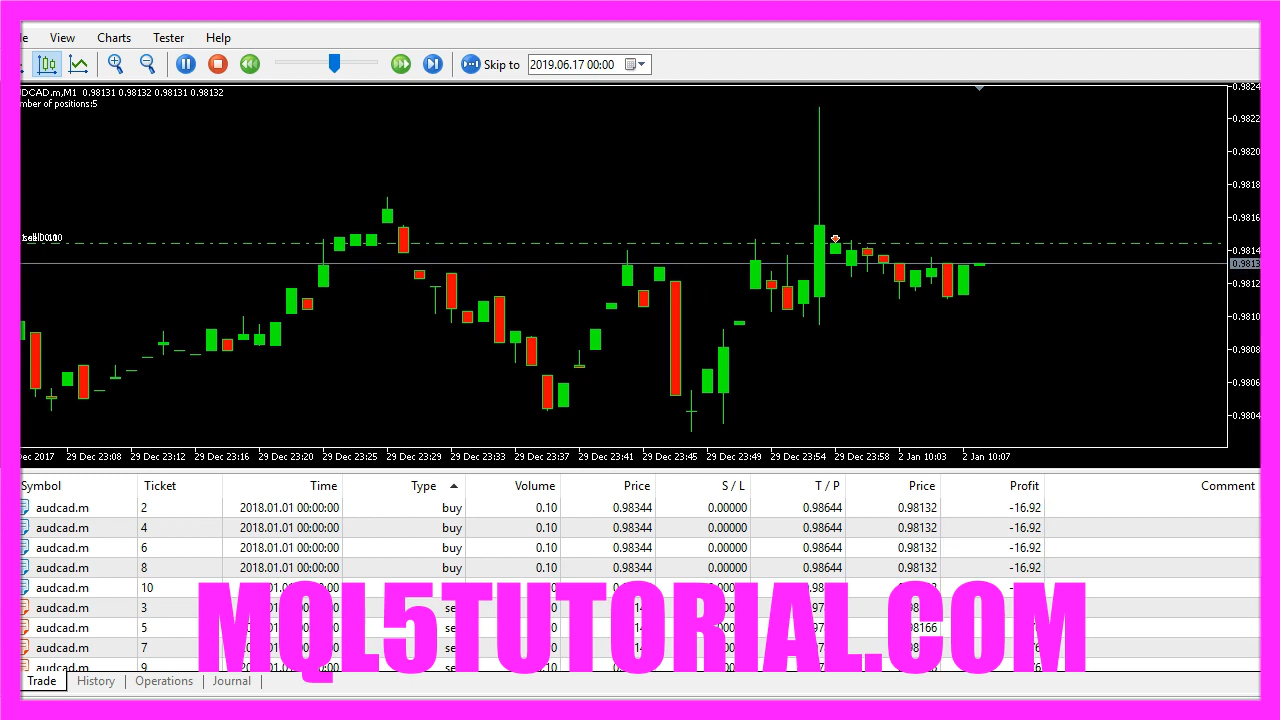 View Charts Tester Help
Skip to 2019.06.17 00:00
DCAD.m,M1 0.98131 0.98132 0.98131 0.98132
mber of positions:5
0.9824
0.9822
0.9820
0.9818
0.9816
0.9814
0.9813
0.9812
0.9810
0.9808
0.9806
0.9804
Dec 2017 29 Dec 23:08 29 Dec 23:12 29 Dec 23:16 29 Dec 23:20 29 Dec 23:25 29 Dec 23:29 29 Dec 23:33 29 Dec 23:37 29 Dec 23:41 29 Dec 23:45 29 Dec 23:49 29 Dec 23:54 29 Dec 23:58 2 Jan 10:03 2 Jan 10:07
Symbol Ticket Time Type Volume Price S / L T / P Price Profit Comment
audcad.m 2 2018.01.01 00:00:00 buy 0.10 0.98344 0.00000 0.98644 0.98132 -16.92
audcad.m 4 2018.01.01 00:00:00 buy 0.10 0.98344 0.00000 0.98644 0.98132 -16.92
audcad.m 6 2018.01.01 00:00:00 buy 0.10 0.98344 0.00000 0.98644 0.98132 -16.92
audcad.m 8 2018.01.01 00:00:00 buy 0.10 0.98344 0.00000 0.98644 0.98132 -16.92
audcad.m 10
audcad.m 3
audcad.m 5 98166
audcad.m 7
audcad.m 9
MQL5TUTORIAL.COM
Trade History Operations Journal